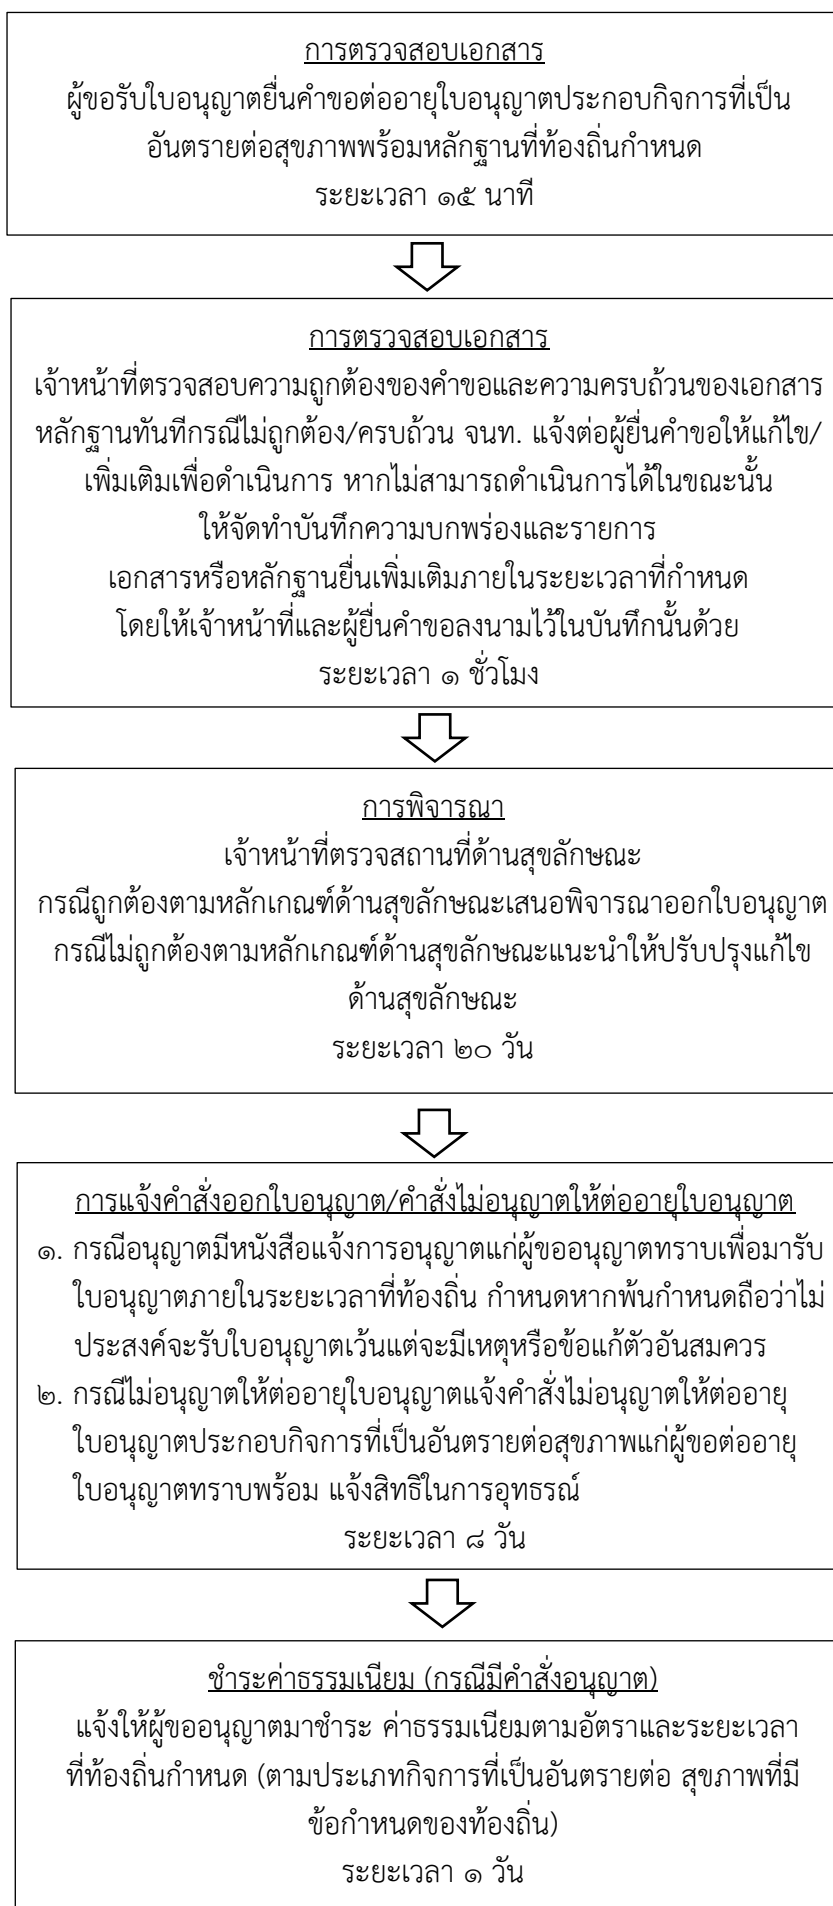 การตรวจสอบเอกสาร
ผู้ขอรับใบอนุญาตยื่นคำขอต่ออายุใบอนุญาตประกอบกิจการที่เป็น
อันตรายต่อสุขภาพพร้อมหลักฐานที่ท้องถิ่นกำหนด
ระยะเวลา ๑๕ นาที
การตรวจสอบเอกสาร
เจ้าหน้าที่ตรวจสอบความถูกต้องของคำขอและความครบถ้วนของเอกสาร
หลักฐานทันทีกรณีไม่ถูกต้อง/ครบถ้วน จนท. แจ้งต่อผู้ยื่นคำขอให้แก้ไข/
เพิ่มเติมเพื่อดำเนินการ หากไม่สามารถดำเนินการได้ในขณะนั้น
ให้จัดทำบันทึกความบกพร่องและรายการ
เอกสารหรือหลักฐานยื่นเพิ่มเติมภายในระยะเวลาที่กำหนด
โดยให้เจ้าหน้าที่และผู้ยื่นคำขอลงนามไว้ในบันทึกนั้นด้วย
ระยะเวลา ๑ ชั่วโมง
การพิจารณา
เจ้าหน้าที่ตรวจสถานที่ด้านสุขลักษณะ
กรณีถูกต้องตามหลักเกณฑ์ด้านสุขลักษณะเสนอพิจารณาออกใบอนุญาต
กรณีไม่ถูกต้องตามหลักเกณฑ์ด้านสุขลักษณะแนะนำให้ปรับปรุงแก้ไข
ด้านสุขลักษณะ
ระยะเวลา ๒๐ วัน
การแจ้งคำสั่งออกใบอนุญาต/คำสั่งไม่อนุญาตให้ต่ออายุใบอนุญาต
๑. กรณีอนุญาตมีหนังสือแจ้งการอนุญาตแก่ผู้ขออนุญาตทราบเพื่อมารับ
ใบอนุญาตภายในระยะเวลาที่ท้องถิ่น กำหนดหากพ้นกำหนดถือว่าไม่
ประสงค์จะรับใบอนุญาตเว้นแต่จะมีเหตุหรือข้อแก้ตัวอันสมควร
๒. กรณีไม่อนุญาตให้ต่ออายุใบอนุญาตแจ้งคำสั่งไม่อนุญาตให้ต่ออายุ
ใบอนุญาตประกอบกิจการที่เป็นอันตรายต่อสุขภาพแก่ผู้ขอต่ออายุ
ใบอนุญาตทราบพร้อม แจ้งสิทธิในการอุทธรณ์
ระยะเวลา ๘ วัน
ชำระค่าธรรมเนียม (กรณีมีคำสั่งอนุญาต)
แจ้งให้ผู้ขออนุญาตมาชำระ ค่าธรรมเนียมตามอัตราและระยะเวลา
ที่ท้องถิ่นกำหนด (ตามประเภทกิจการที่เป็นอันตรายต่อ สุขภาพที่มี
ข้อกำหนดของท้องถิ่น)
ระยะเวลา ๑ วัน